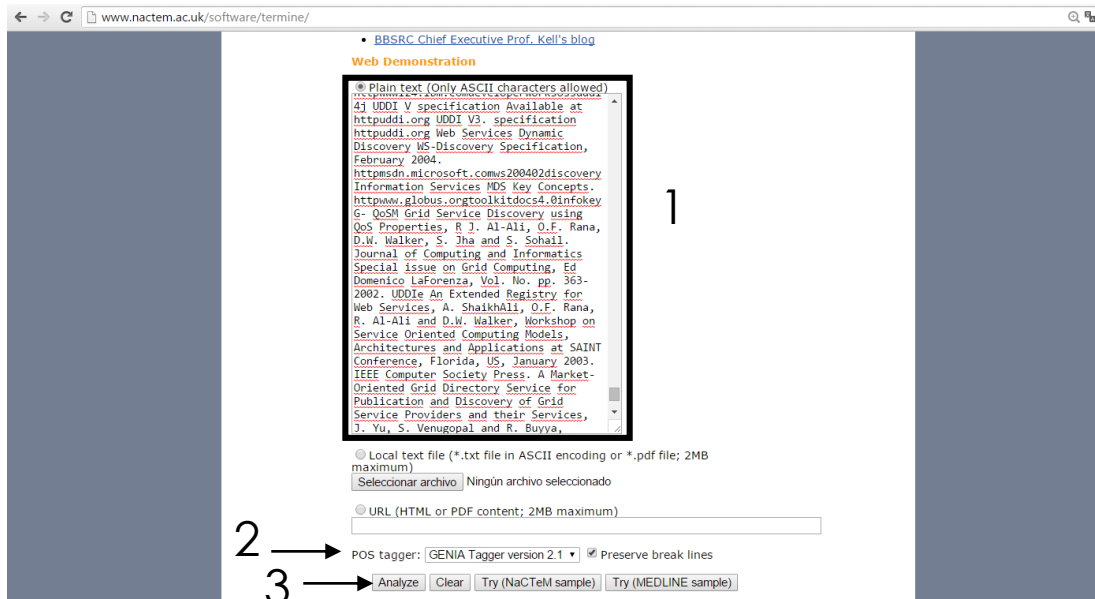 www.nactem.ac.uk/software/termine/
• BBSRC Chief Executive Prof. Kell's blog
Web Demonstration
Plain text (Only ASCII characters allowed)
4j UDDI V specification Available at
httpuddi.org UDDI V3. specification
httpuddi.org Web Services Dynamic
Discovery WS-Discovery Specification,
February 2004.
httpmsdn.microsoft.comws200402discovery
Information Services MDS Key Concepts.
httpwww.globus.orgtoolkitdocs4.0infokey
G- QoSM Grid Service Discovery using
QoS Properties, R J. Al-Ali, O.F. Rana,
D.W. Walker, S. Jha and S. Sohail.
Journal of Computing and Informatics
Special issue on Grid Computing, Ed
Domenico LaForenza, Vol. No. pp. 363-
2002. UDDIe An Extended Registry for
Web Services, A. ShaikhAli, O.F. Rana,
R. Al-Ali and D.W. Walker, Workshop on
Service Oriented Computing Models,
Architectures and Applications at SAINT
Conference, Florida, US, January 2003.
IEEE Computer Society Press. A Market-
Oriented Grid Directory Service for
Publication and Discovery of Grid
Service Providers and their Services,
J. Yu, S. Venugopal and R. Buyya,
1
Local text file (*.txt file in ASCII encoding or *.pdf file; 2MB
maximum)
Seleccionar archivo Ningún archivo seleccionado
URL (HTML or PDF content; 2MB maximum)
2 POS tagger: GENIA Tagger version 2.1 Preserve break lines
3 Analyze Clear Try (NaCTeM sample) Try (MEDLINE sample)